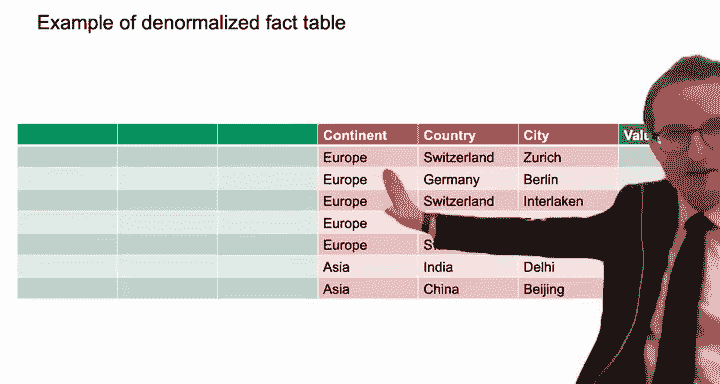 Example of denormalized fact table
Continent Country City
Europe Switzerland Zurich
Europe Germany Berlin
Europe Switzerland Interlaken
Europe
Europe
Asia India Delhi
Asia China Beijing